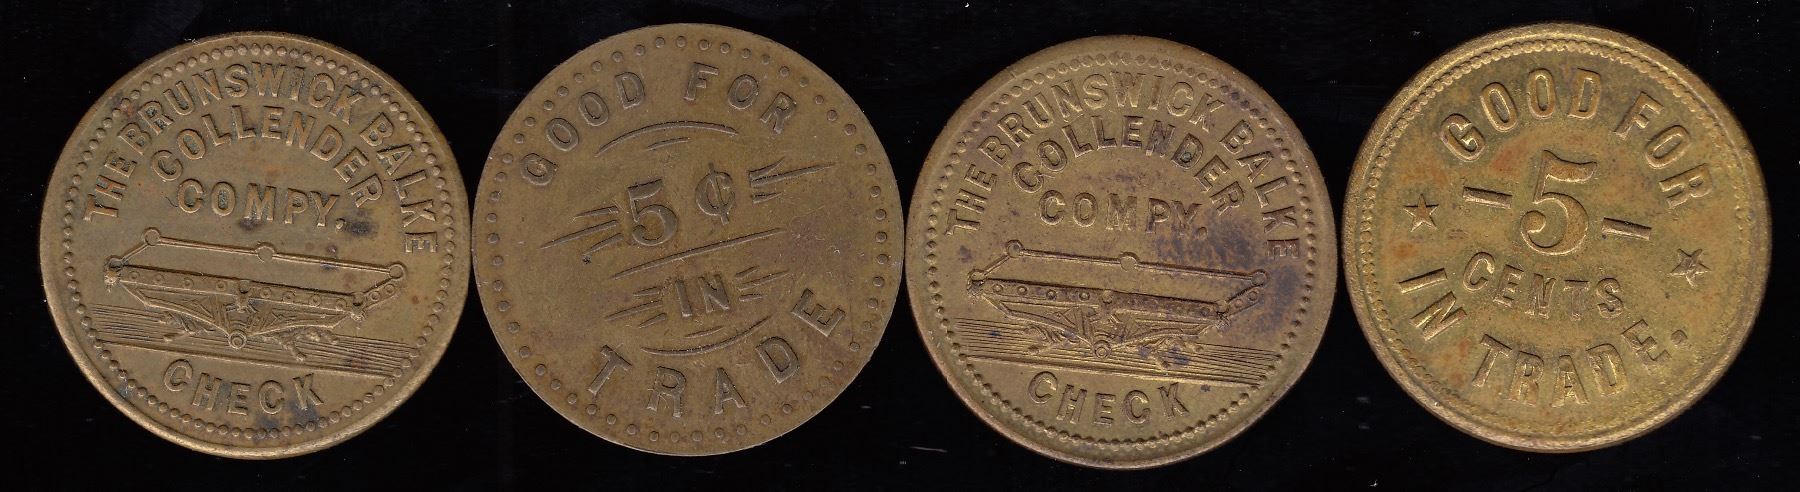 THE BRUNSWICK BALKE
COLLENDER
COMPY.
CHECK
GOOD FOR
5 ¢
IN
TRADE
THE BRUNSWICK BALKE
COLLENDER
COMPY.
CHECK
GOOD FOR
- 5 -
CENTS
IN TRADE.